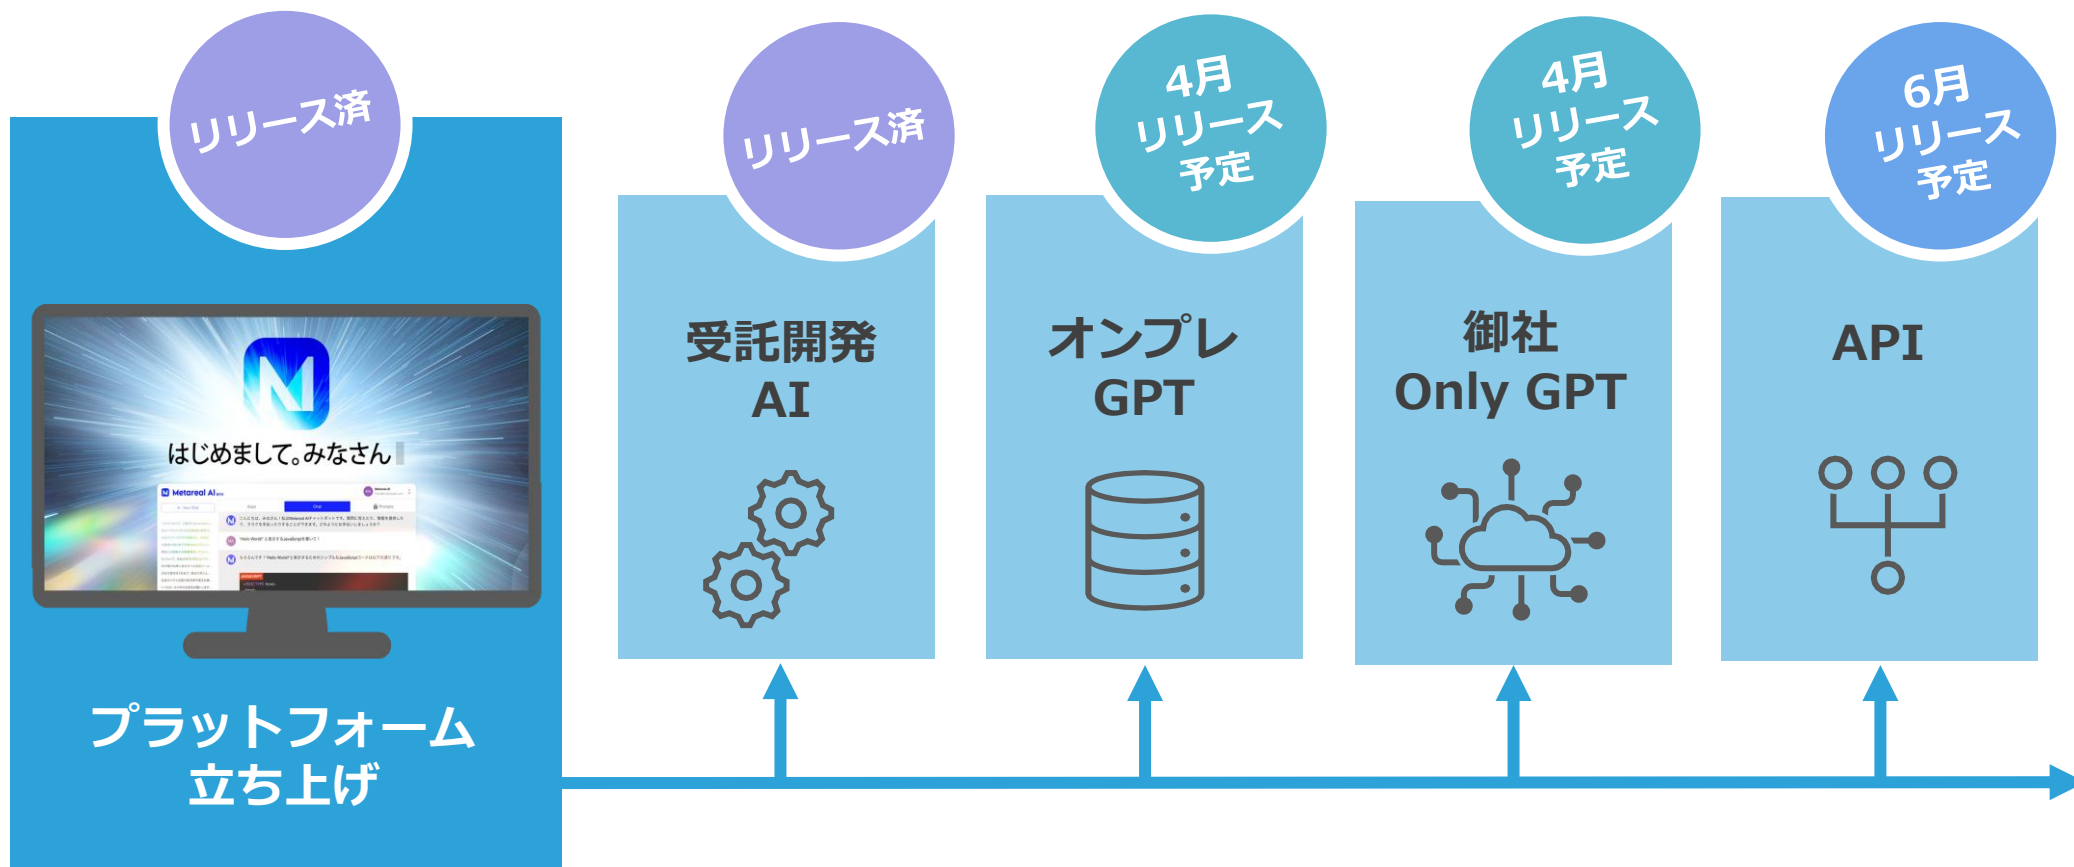 リリース済
はじめまして。みなさん
Metareal AI
Chat
Prompts
プラットフォーム
立ち上げ
リリース済
受託開発
AI
4月
リリース
予定
オンプレ
GPT
4月
リリース
予定
御社
Only GPT
6月
リリース
予定
API